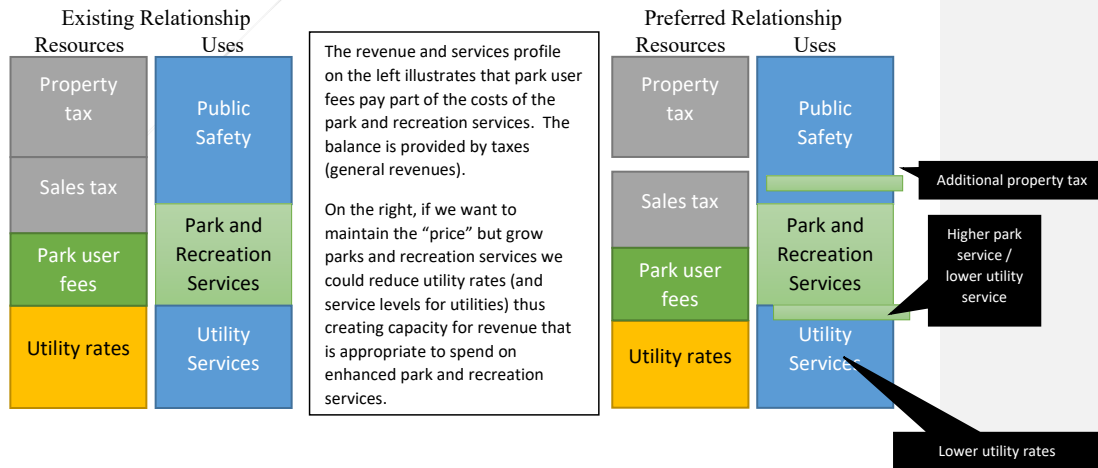 Existing Relationship
Resources
Uses
Property
tax
Sales tax
Park user
fees
Utility rates
Public
Safety
Park and
Recreation
Services
Utility
Services
The revenue and services profile
on the left illustrates that park user
fees pay part of the costs of the
park and recreation services. The
balance is provided by taxes
(general revenues).
On the right, if we want to
maintain the “price” but grow
parks and recreation services we
could reduce utility rates (and
service levels for utilities) thus
creating capacity for revenue that
is appropriate to spend on
enhanced park and recreation
services.
Preferred Relationship
Resources
Uses
Property
tax
Sales tax
Park user
fees
Utility rates
Public
Safety
Park and
Recreation
Services
Utility
Services
Additional property tax
Higher park
service /
lower utility
service
Lower utility rates